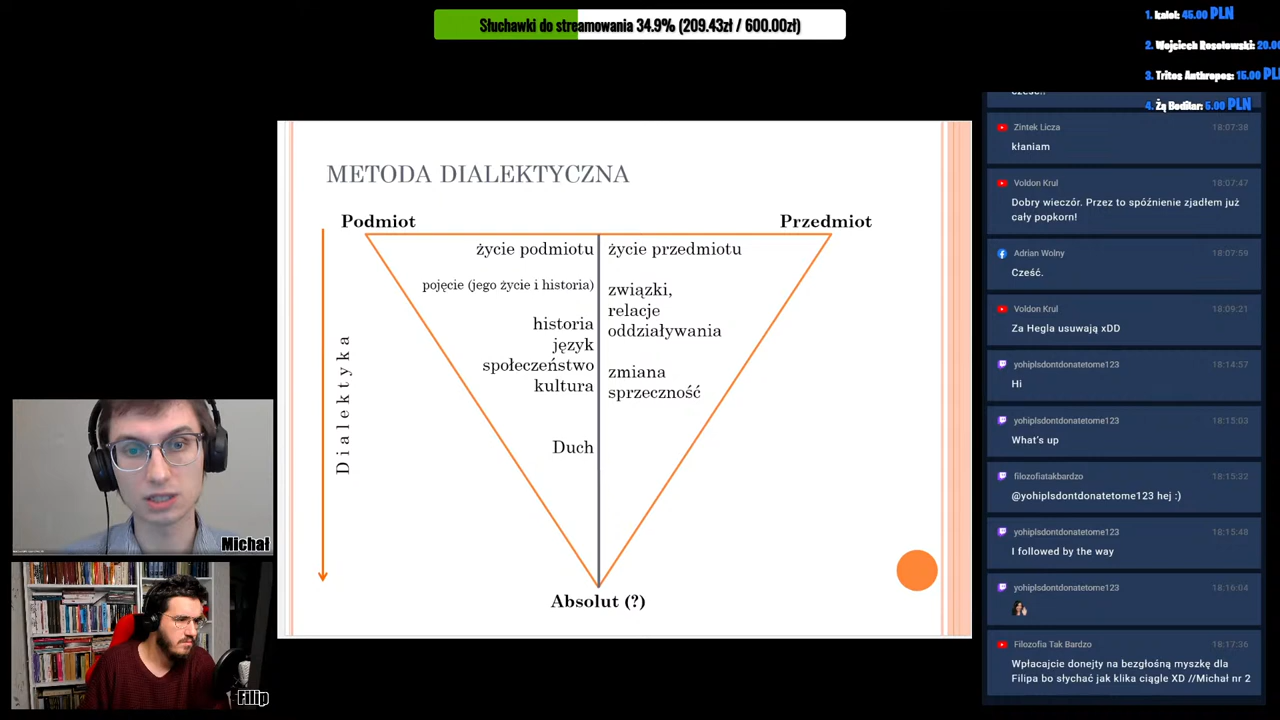 Słuchawki do streamowania 34.9% (209.43zł / 600.00zł)
1. kniol: 45.00 PLN
2. Wojciech Rosołowski: 20.00
3. Tritos Anthropos: 15.00 PL
4. Żą Bodllar: 5.00 PLN
METODA DIALEKTYCZNA
Podmiot
Przedmiot
życie podmiotu
życie przedmiotu
pojęcie (jego życie i historia)
związki,
relacje
oddziaływania
historia
język
społeczeństwo
kultura
zmiana
sprzeczność
Duch
Dialektyka
Absolut (?)
Michał
Filip
Zintek Licza 18:07:38
kłaniam
Voldon Krul 18:07:47
Dobry wieczór. Przez to spóźnienie zjadłem już
cały popkorn!
Adrian Wolny 18:07:59
Cześć.
Voldon Krul 18:09:21
Za Hegla usuwają xDD
yohiplsdontdonatetome123 18:14:57
Hi
yohiplsdontdonatetome123 18:15:03
What's up
filozofiatakbardzo 18:15:32
@yohiplsdontdonatetome123 hej :)
yohiplsdontdonatetome123 18:15:48
I followed by the way
yohiplsdontdonatetome123 18:16:04
Filozofia Tak Bardzo 18:17:36
Wpłacajcie donejty na bezgłośną myszkę dla
Filipa bo słychać jak klika ciągle XD //Michał nr 2